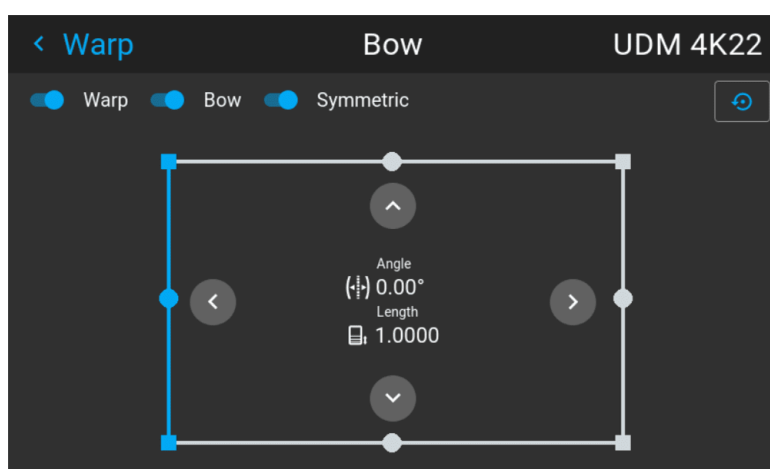 Warp Bow UDM 4K22
Warp Bow Symmetric
Angle
0.00°
Length
1.0000